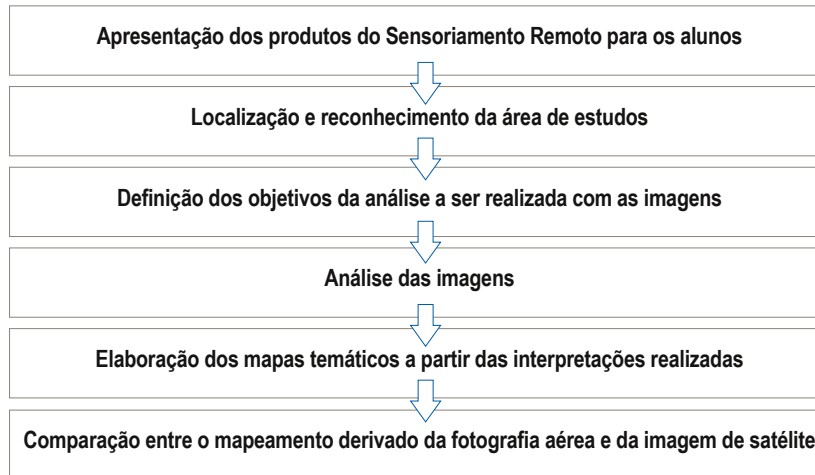 Apresentação dos produtos do Sensoriamento Remoto para os alunos
Localização e reconhecimento da área de estudos
Definição dos objetivos da análise a ser realizada com as imagens
Análise das imagens
Elaboração dos mapas temáticos a partir das interpretações realizadas
Comparação entre o mapeamento derivado da fotografia aérea e da imagem de satélite